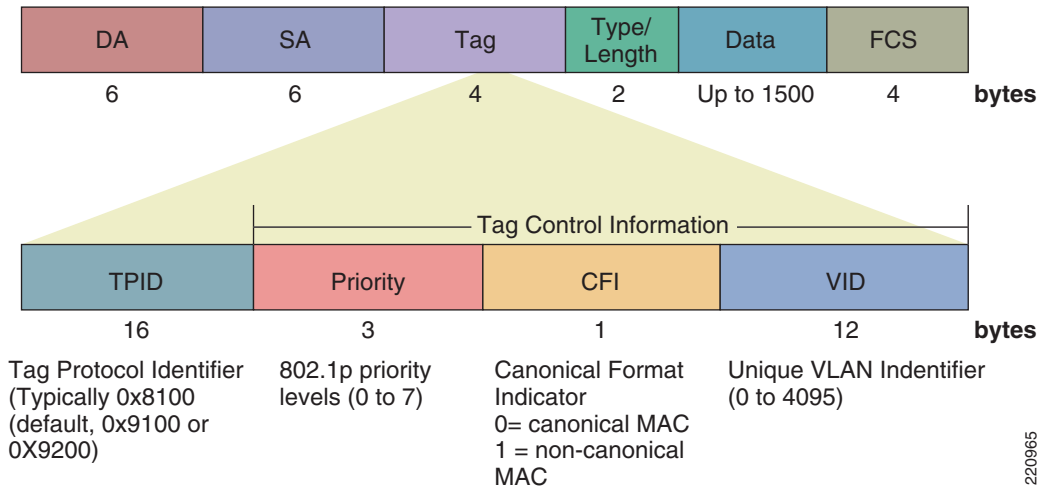 DA
SA
Tag
Type/
Length
Data
FCS
6
6
4
2
Up to 1500
4
bytes
Tag Control Information
TPID
Priority
CFI
VID
16
3
1
12
bytes
Tag Protocol Identifier
(Typically 0x8100
(default, 0x9100 or
0X9200)
802.1p priority
levels (0 to 7)
Canonical Format
Indicator
0= canonical MAC
1 = non-canonical
MAC
Unique VLAN Indentifier
(0 to 4095)
220965